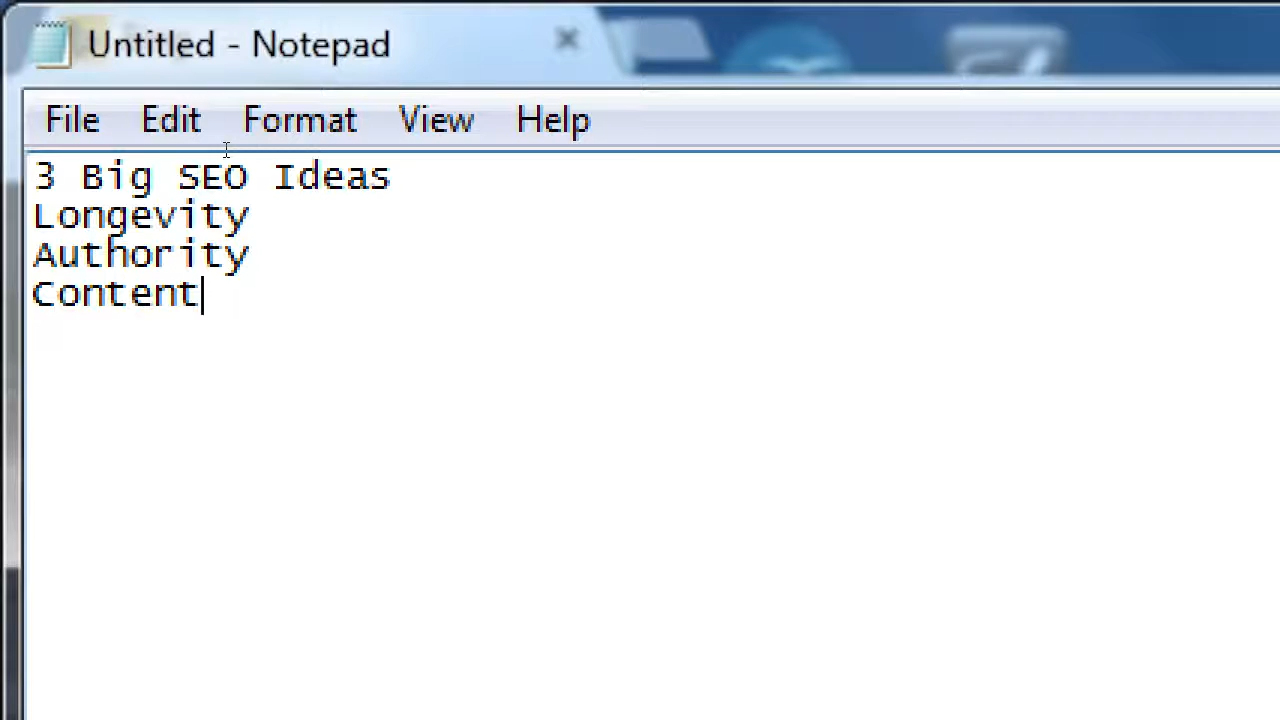 Untitled - Notepad
File Edit Format View Help
3 Big SEO Ideas
Longevity
Authority
Content